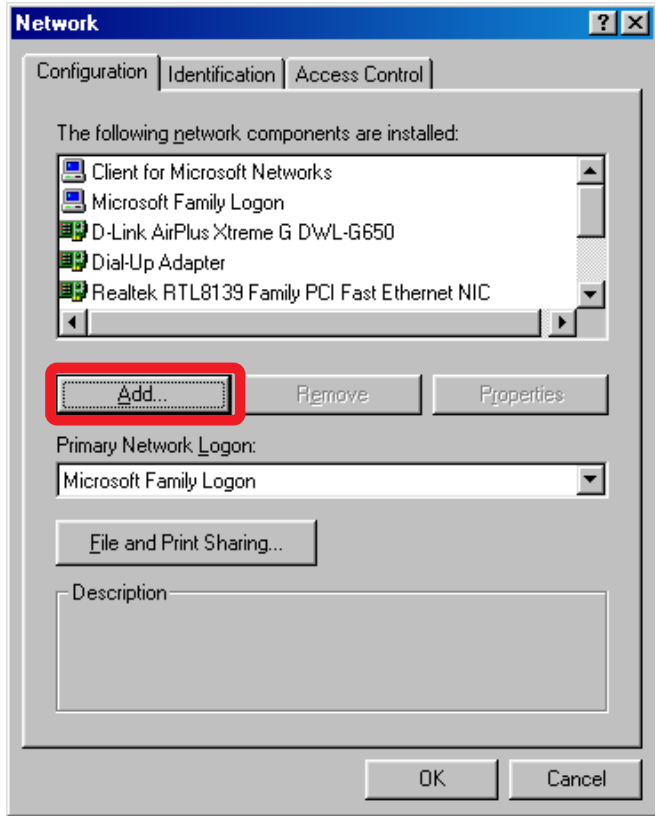 Network
Configuration Identification Access Control
The following network components are installed:
Client for Microsoft Networks
Microsoft Family Logon
D-Link AirPlus Xtreme G DWL-G650
Dial-Up Adapter
Realtek RTL8139 Family PCI Fast Ethernet NIC
Add... Remove Properties
Primary Network Logon:
Microsoft Family Logon
File and Print Sharing...
Description
OK Cancel